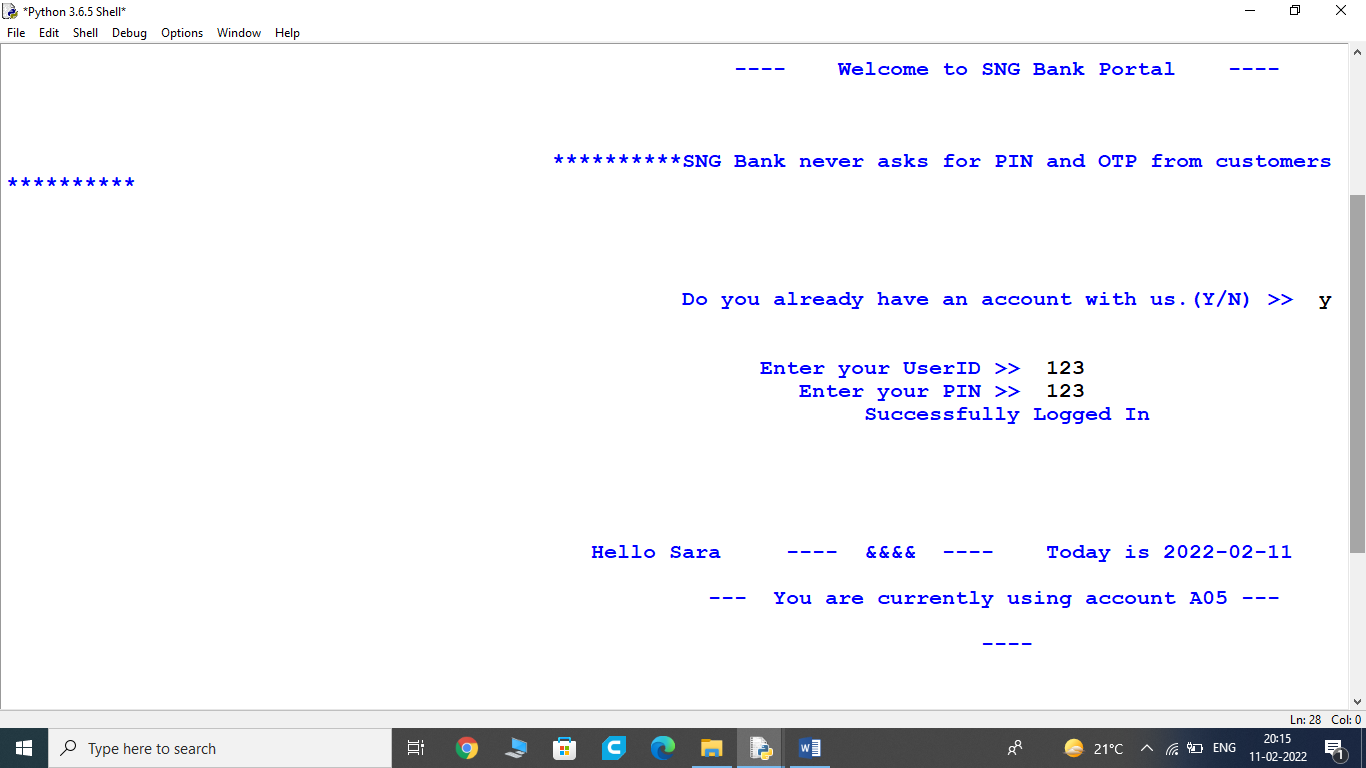 *Python 3.6.5 Shell*
File Edit Shell Debug Options Window Help
---- Welcome to SNG Bank Portal ----
**********SNG Bank never asks for PIN and OTP from customers
**********
Do you already have an account with us.(Y/N) >> y
Enter your UserID >> 123
Enter your PIN >> 123
Successfully Logged In
Hello Sara ---- &&&& ---- Today is 2022-02-11
--- You are currently using account A05 ---
----
Ln: 28 Col: 0
Type here to search
21°C
ENG
20:15
11-02-2022
1